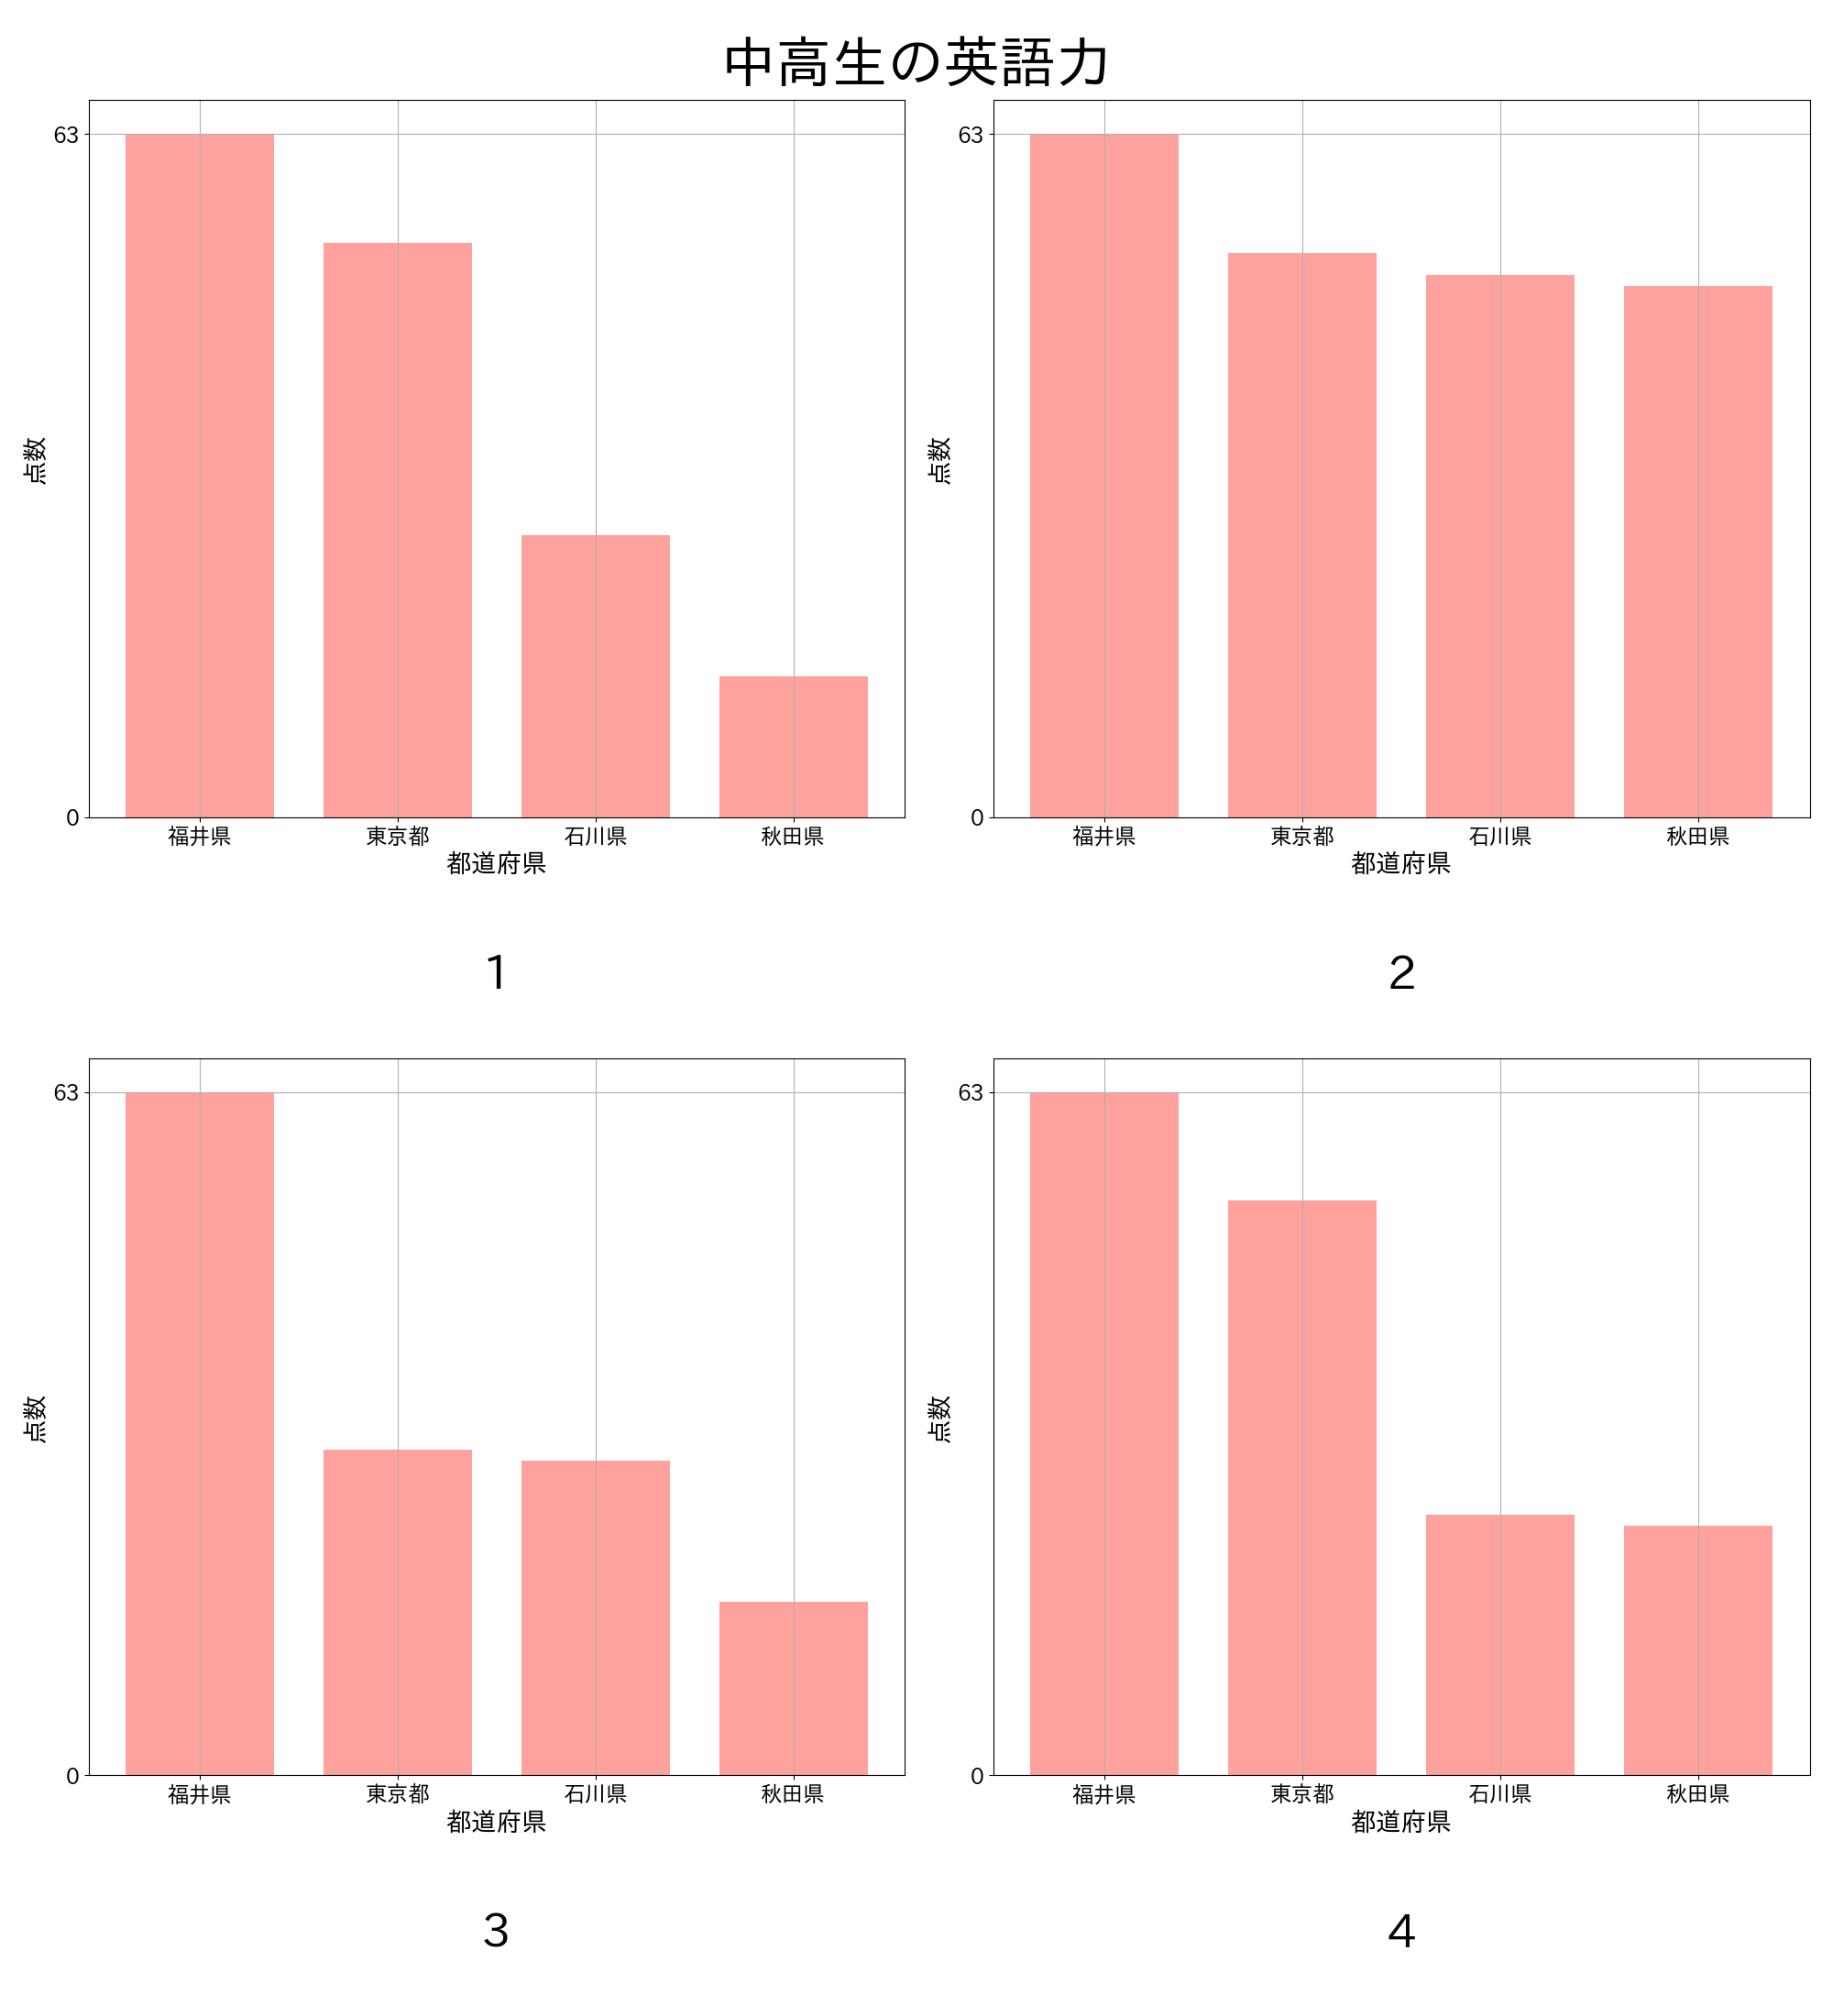 中高生の英語力
63
点数
0
福井県 東京都 石川県 秋田県
都道府県
1
63
点数
0
福井県 東京都 石川県 秋田県
都道府県
2
63
点数
0
福井県 東京都 石川県 秋田県
都道府県
3
63
点数
0
福井県 東京都 石川県 秋田県
都道府県
4